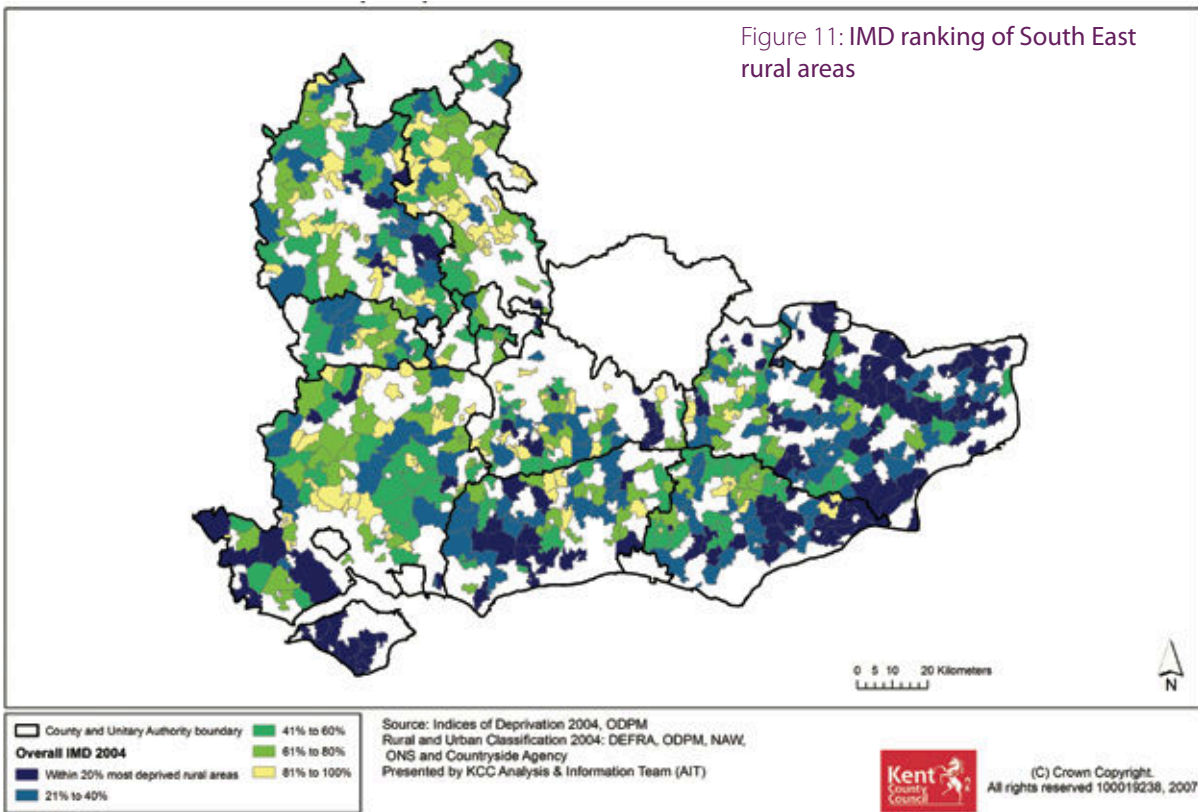 Figure 11: IMD ranking of South East
rural areas
0 5 10 20 Kilometers
N
County and Unitary Authority boundary
Overall IMD 2004
Within 20% most deprived rural areas
21% to 40%
41% to 60%
61% to 80%
81% to 100%
Source: Indices of Deprivation 2004, ODPM
Rural and Urban Classification 2004: DEFRA, ODPM, NAW,
ONS and Countryside Agency
Presented by KCC Analysis & Information Team (AIT)
Kent
County
Council
(C) Crown Copyright.
All rights reserved 100019238, 2007